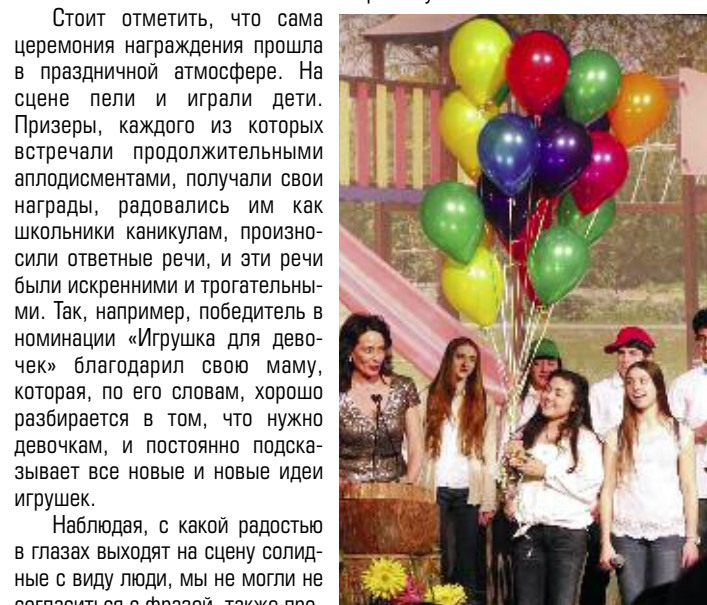 Стоит отметить, что сама
церемония награждения прошла
в праздничной атмосфере. На
сцене пели и играли дети.
Призеры, каждого из которых
встречали продолжительными
аплодисментами, получали свои
награды, радовались им как
школьники каникулам, произно-
сили ответные речи, и эти речи
были искренними и трогательны-
ми. Так, например, победитель в
номинации «Игрушка для дево-
чек» благодарил свою маму,
которая, по его словам, хорошо
разбирается в том, что нужно
девочкам, и постоянно подска-
зывает все новые и новые идеи
игрушек.
Наблюдая, с какой радостью
в глазах выходят на сцену солид-
ные с виду люди, мы не могли не
согласиться с фразой, также про-